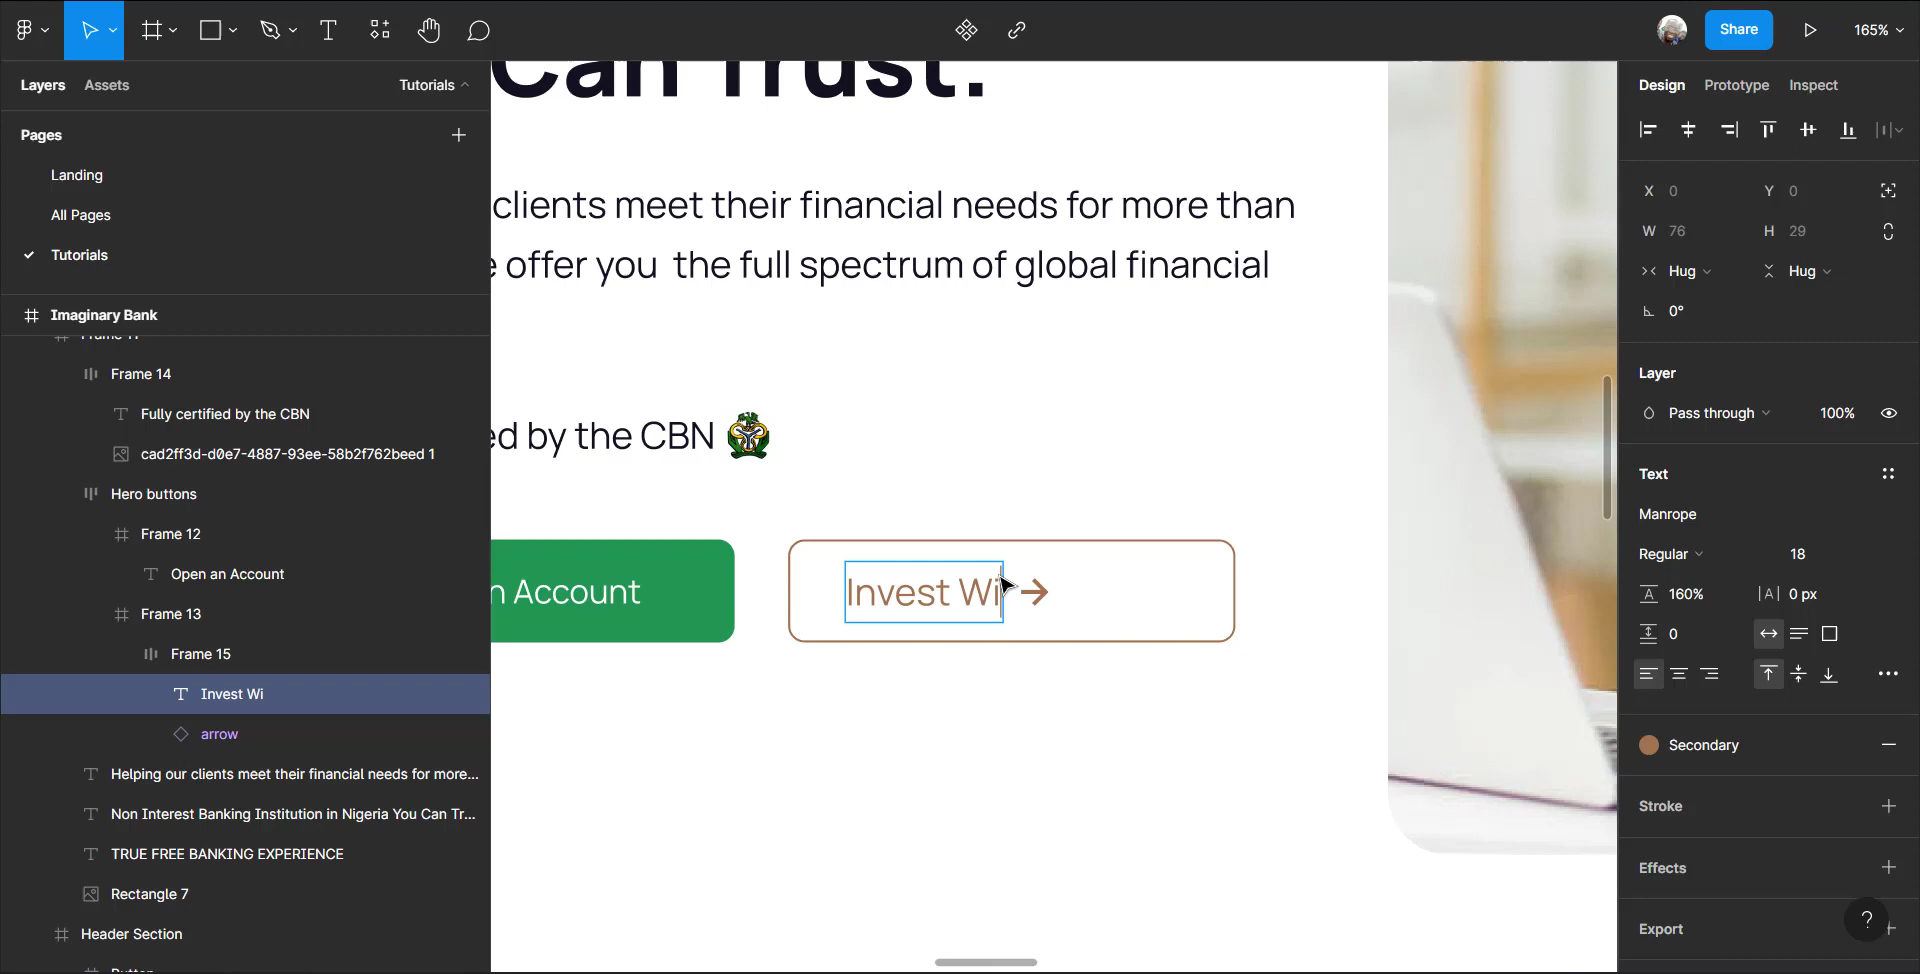 Share
165%
Layers
Assets
Tutorials
Pages
Landing
All Pages
Tutorials
Imaginary Bank
Frame 14
Fully certified by the CBN
cad2ff3d-d0e7-4887-93ee-58b2f762beed 1
Hero buttons
Frame 12
Open an Account
Frame 13
Frame 15
Invest Wi
arrow
Helping our clients meet their financial needs for more...
Non Interest Banking Institution in Nigeria You Can Tr...
TRUE FREE BANKING EXPERIENCE
Rectangle 7
Header Section
Can Trust.
clients meet their financial needs for more than
e offer you  the full spectrum of global financial
ed by the CBN
n Account
Invest Wi
Design
Prototype
Inspect
X 0
Y 0
W 76
H 29
Hug
Hug
0°
Layer
Pass through
100%
Text
Manrope
Regular
18
A 160%
|A| 0 px
0
Secondary
Stroke
Effects
Export
?